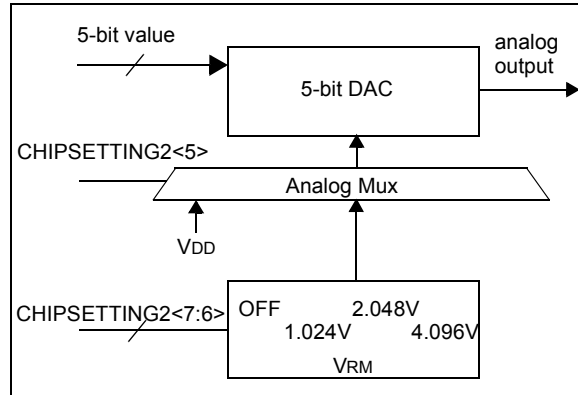 5-bit value
analog
output
5-bit DAC
CHIPSETTING2<5>
Analog Mux
VDD
CHIPSETTING2<7:6>
OFF 2.048V
1.024V 4.096V
VRM